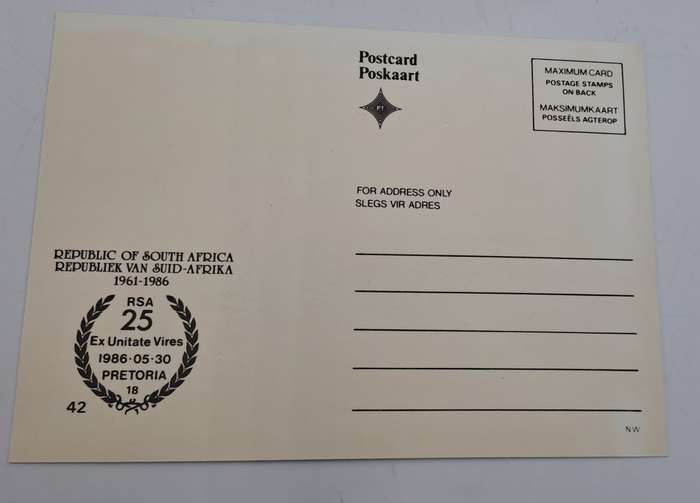 Postcard
Poskaart
PT
MAXIMUM CARD
POSTAGE STAMPS
ON BACK
MAKSIMUMKAART
POSSEËLS AGTEROP
FOR ADDRESS ONLY
SLEGS VIR ADRES
REPUBLIC OF SOUTH AFRICA
REPUBLIEK VAN SUID-AFRIKA
1961-1986
RSA
25
Ex Unitate Vires
1986·05·30
PRETORIA
18
42
N.W.